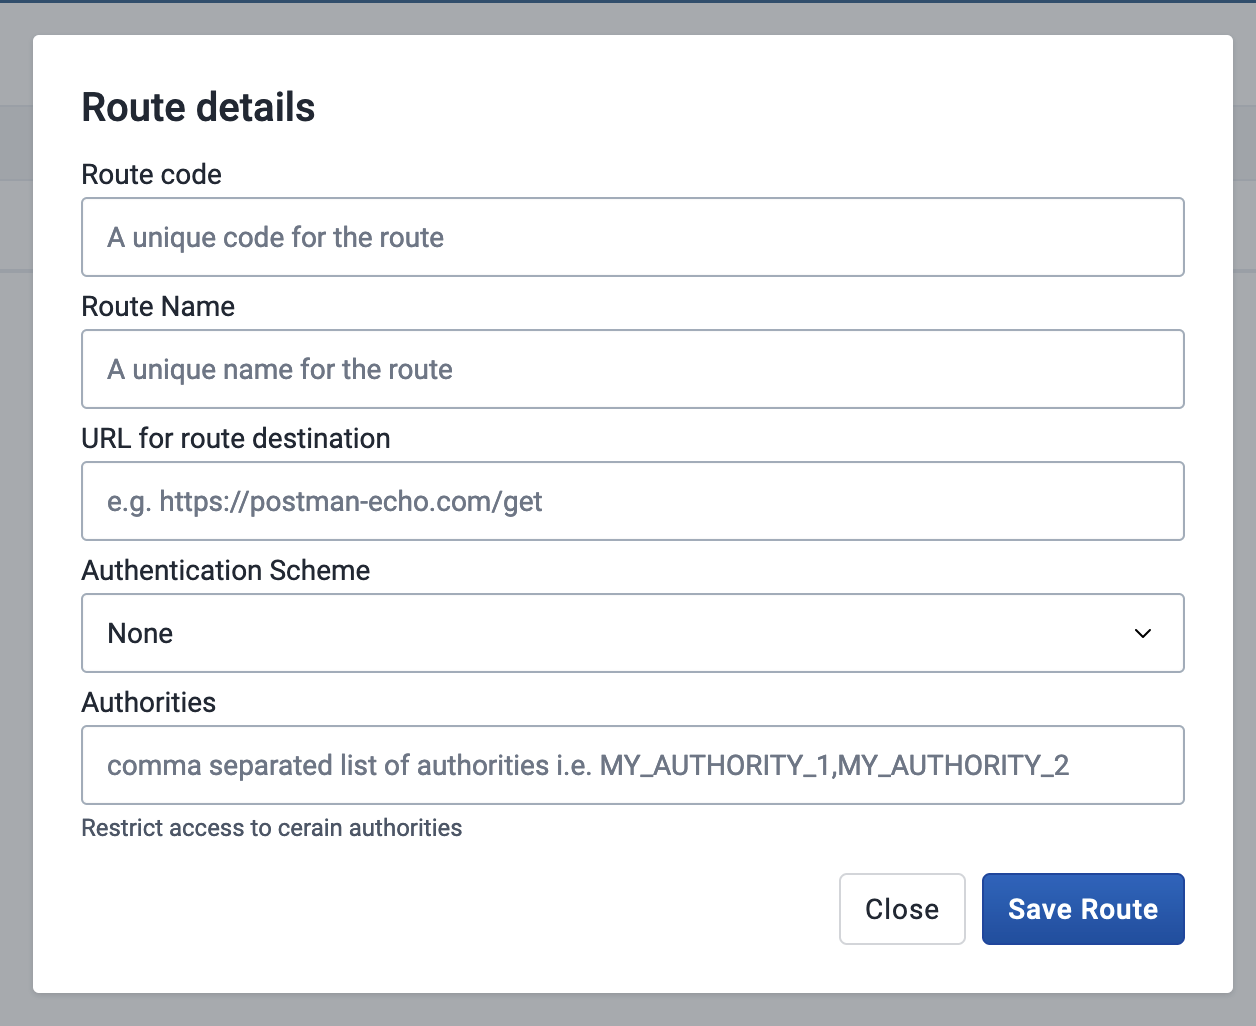 Route details
Route code
A unique code for the route
Route Name
A unique name for the route
URL for route destination
e.g. https://postman-echo.com/get
Authentication Scheme
None
Authorities
comma separated list of authorities i.e. MY_AUTHORITY_1,MY_AUTHORITY_2
Restrict access to cerain authorities
Close
Save Route